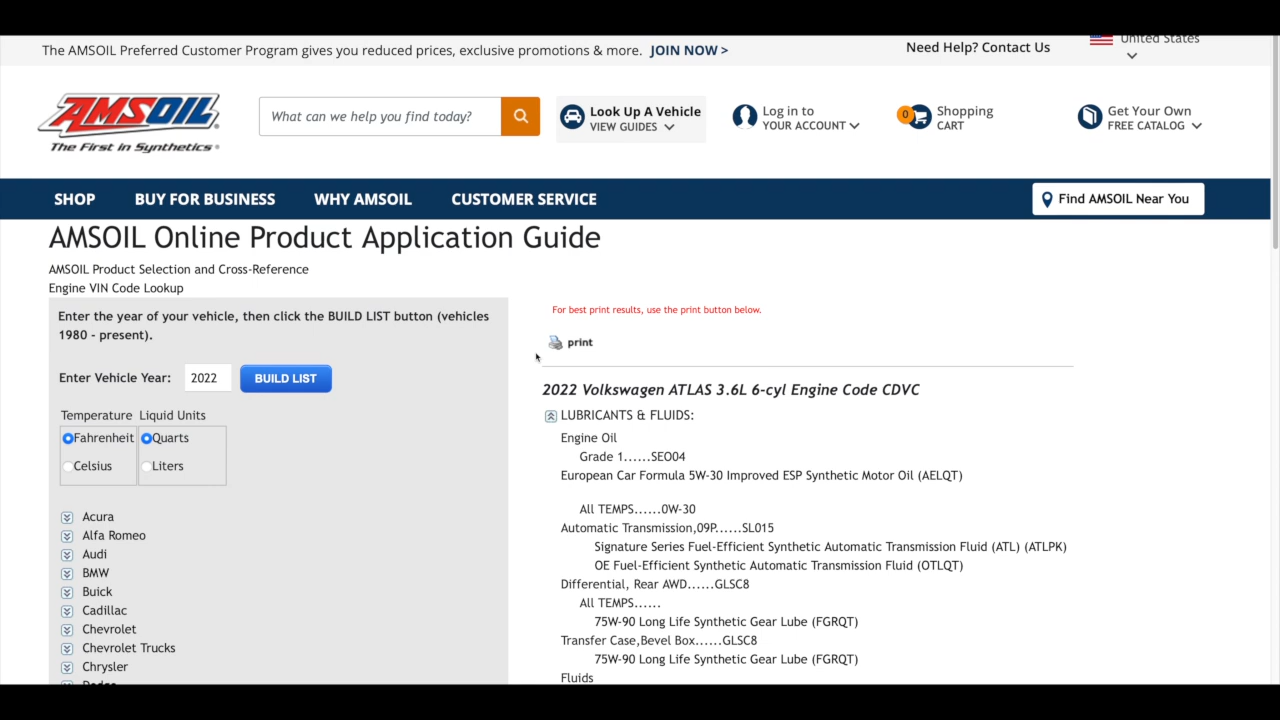 The AMSOIL Preferred Customer Program gives you reduced prices, exclusive promotions & more. JOIN NOW >
Need Help? Contact Us
United States
AMSOIL
The First in Synthetics®
What can we help you find today?
Look Up A Vehicle
VIEW GUIDES
Log in to
YOUR ACCOUNT
0
Shopping
CART
Get Your Own
FREE CATALOG
SHOP
BUY FOR BUSINESS
WHY AMSOIL
CUSTOMER SERVICE
Find AMSOIL Near You
AMSOIL Online Product Application Guide
AMSOIL Product Selection and Cross-Reference
Engine VIN Code Lookup
Enter the year of your vehicle, then click the BUILD LIST button (vehicles
1980 - present).
Enter Vehicle Year: 2022 BUILD LIST
Temperature Liquid Units
Fahrenheit Quarts
Celsius Liters
Acura
Alfa Romeo
Audi
BMW
Buick
Cadillac
Chevrolet
Chevrolet Trucks
Chrysler
Dodge
For best print results, use the print button below.
print
2022 Volkswagen ATLAS 3.6L 6-cyl Engine Code CDVC
LUBRICANTS & FLUIDS:
Engine Oil
Grade 1......SEO04
European Car Formula 5W-30 Improved ESP Synthetic Motor Oil (AELQT)
All TEMPS......0W-30
Automatic Transmission,09P......SL015
Signature Series Fuel-Efficient Synthetic Automatic Transmission Fluid (ATL) (ATLPK)
OE Fuel-Efficient Synthetic Automatic Transmission Fluid (OTLQT)
Differential, Rear AWD......GLSC8
All TEMPS......
75W-90 Long Life Synthetic Gear Lube (FGRQT)
Transfer Case,Bevel Box......GLSC8
75W-90 Long Life Synthetic Gear Lube (FGRQT)
Fluids